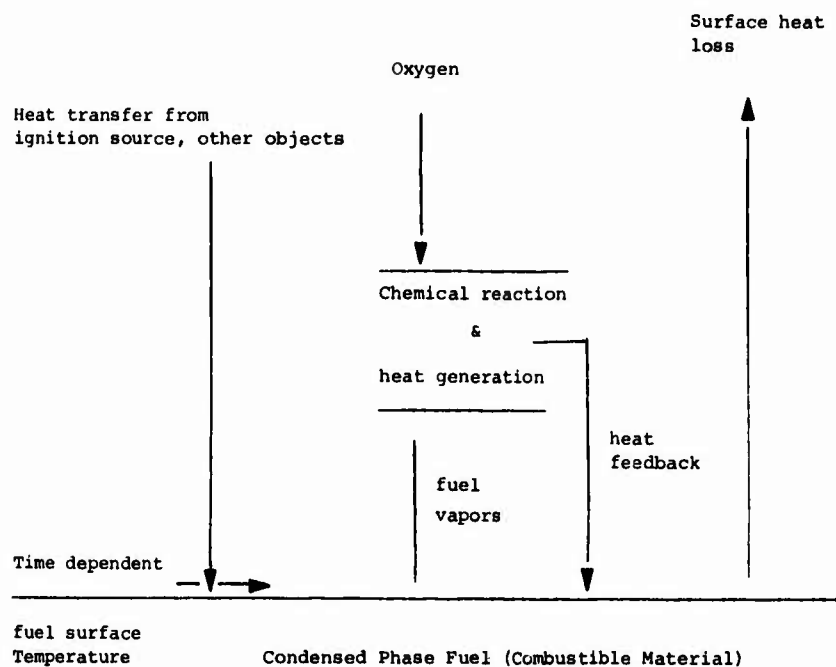 Surface heat
loss
Oxygen
Heat transfer from
ignition source, other objects
Chemical reaction
&
heat generation
heat
feedback
fuel
vapors
Time dependent
fuel surface
Temperature
Condensed Phase Fuel (Combustible Material)